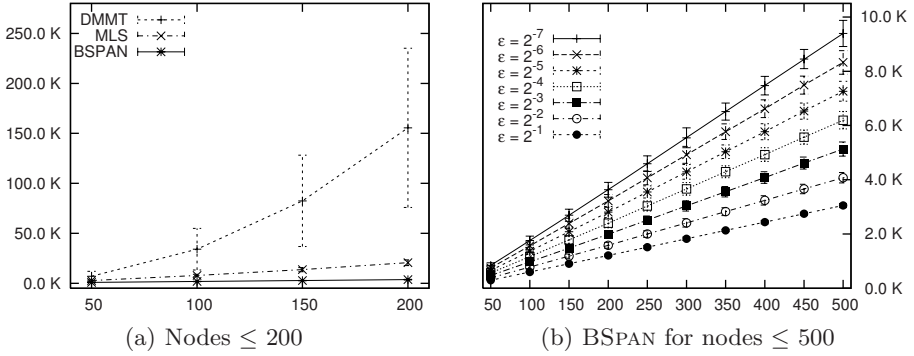 250.0 K
200.0 K
150.0 K
100.0 K
50.0 K
0.0 K
DMMT
MLS
BSPAN
50 100 150 200
(a) Nodes ≤ 200
ε = 2^-7
ε = 2^-6
ε = 2^-5
ε = 2^-4
ε = 2^-3
ε = 2^-2
ε = 2^-1
10.0 K
8.0 K
6.0 K
4.0 K
2.0 K
0.0 K
50 100 150 200 250 300 350 400 450 500
(b) BSPAN for nodes ≤ 500